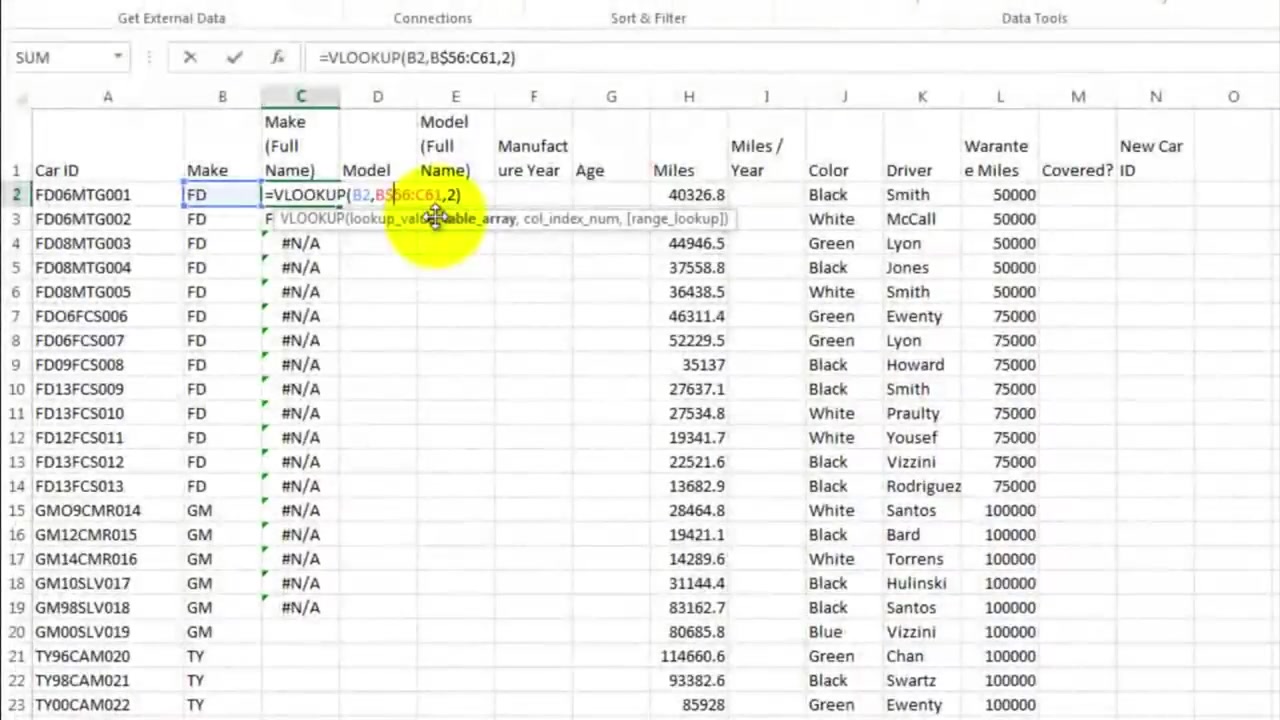 Get External Data Connections Sort & Filter Data Tools
SUM =VLOOKUP(B2,B$56:C61,2)
A B C D E F G H I J K L M N O
Make Model
(Full (Full Manufact Miles / Warante New Car
1 Car ID Make Name) Model Name) ure Year Age Miles Year Color Driver e Miles Covered? ID
2 FD06MTG001 FD =VLOOKUP(B2,B$56:C61,2) 40326.8 Black Smith 50000
3 FD06MTG002 FD F VLOOKUP(lookup_value, table_array, col_index_num, [range_lookup]) White McCall 50000
4 FD08MTG003 FD #N/A 44946.5 Green Lyon 50000
5 FD08MTG004 FD #N/A 37558.8 Black Jones 50000
6 FD08MTG005 FD #N/A 36438.5 White Smith 50000
7 FDO6FCS006 FD #N/A 46311.4 Green Ewenty 75000
8 FD06FCS007 FD #N/A 52229.5 Green Lyon 75000
9 FD09FCS008 FD #N/A 35137 Black Howard 75000
10 FD13FCS009 FD #N/A 27637.1 Black Smith 75000
11 FD13FCS010 FD #N/A 27534.8 White Praulty 75000
12 FD12FCS011 FD #N/A 19341.7 White Yousef 75000
13 FD13FCS012 FD #N/A 22521.6 Black Vizzini 75000
14 FD13FCS013 FD #N/A 13682.9 Black Rodriguez 75000
15 GMO9CMR014 GM #N/A 28464.8 White Santos 100000
16 GM12CMR015 GM #N/A 19421.1 Black Bard 100000
17 GM14CMR016 GM #N/A 14289.6 White Torrens 100000
18 GM10SLV017 GM #N/A 31144.4 Black Hulinski 100000
19 GM98SLV018 GM #N/A 83162.7 Black Santos 100000
20 GM00SLV019 GM 80685.8 Blue Vizzini 100000
21 TY96CAM020 TY 114660.6 Green Chan 100000
22 TY98CAM021 TY 93382.6 Black Swartz 100000
23 TY00CAM022 TY 85928 Green Ewenty 100000